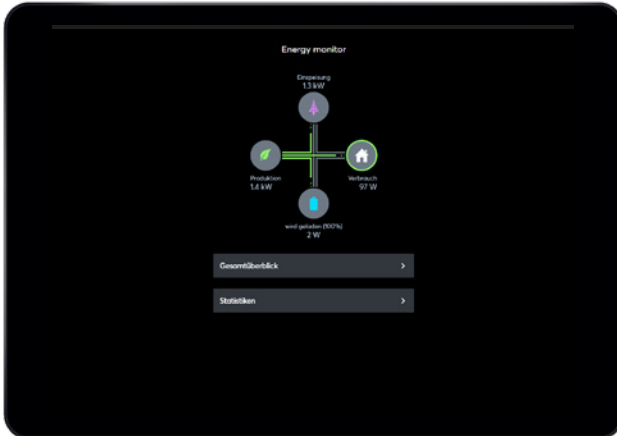 Energy monitor
Einspeisung
1.3 kW
Produktion
1.4 kW
Verbrauch
97 W
wird geladen (100%)
2 W
Gesamtüberblick
Statistiken